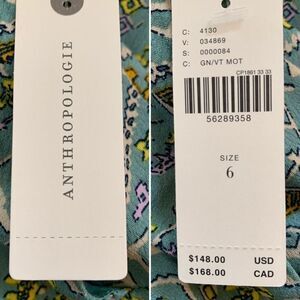 ANTHROPOLOGIE
C: 4130
V: 034869
S: 0000084
C: GN/VT MOT
CP1861 33 33
56289358
SIZE
6
$148.00 USD
$168.00 CAD